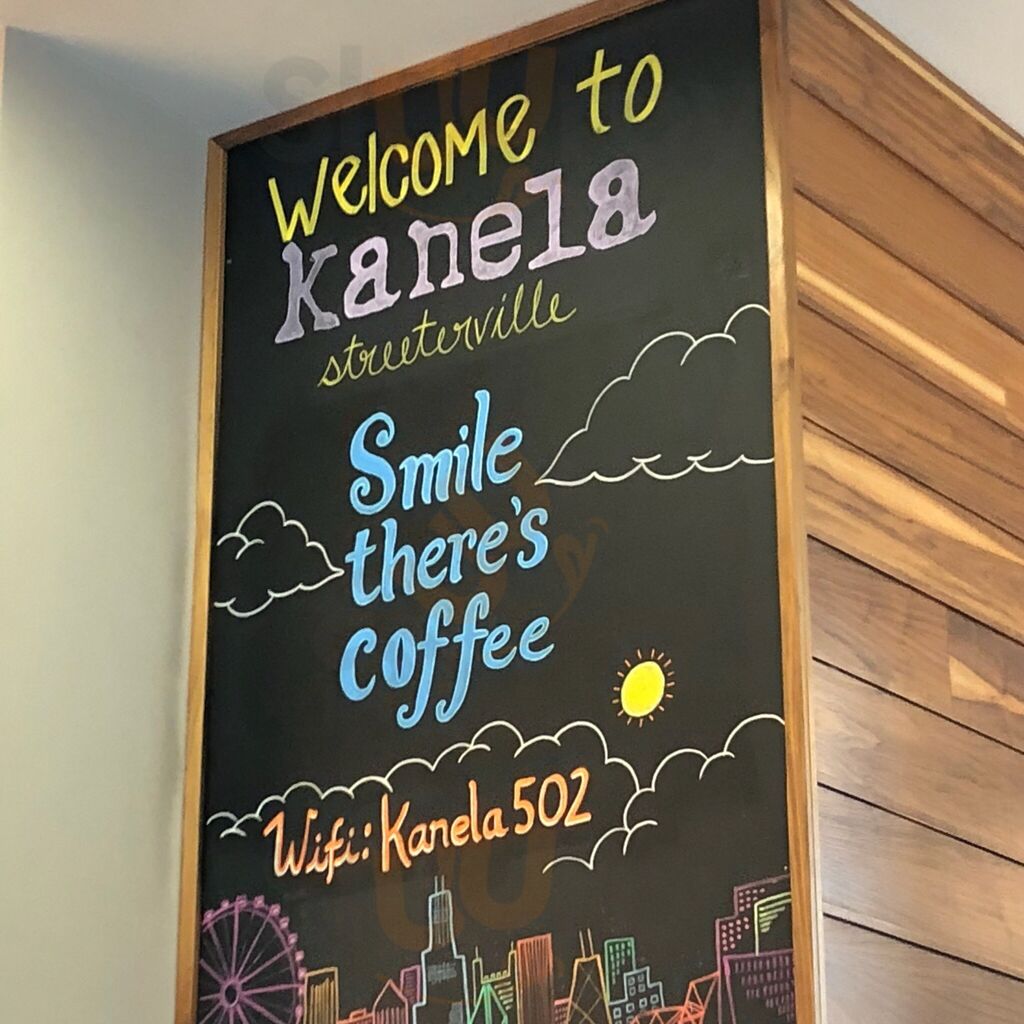 Welcome to
Kanela
streeterville
Smile
there's
coffee
Wifi: Kanela502